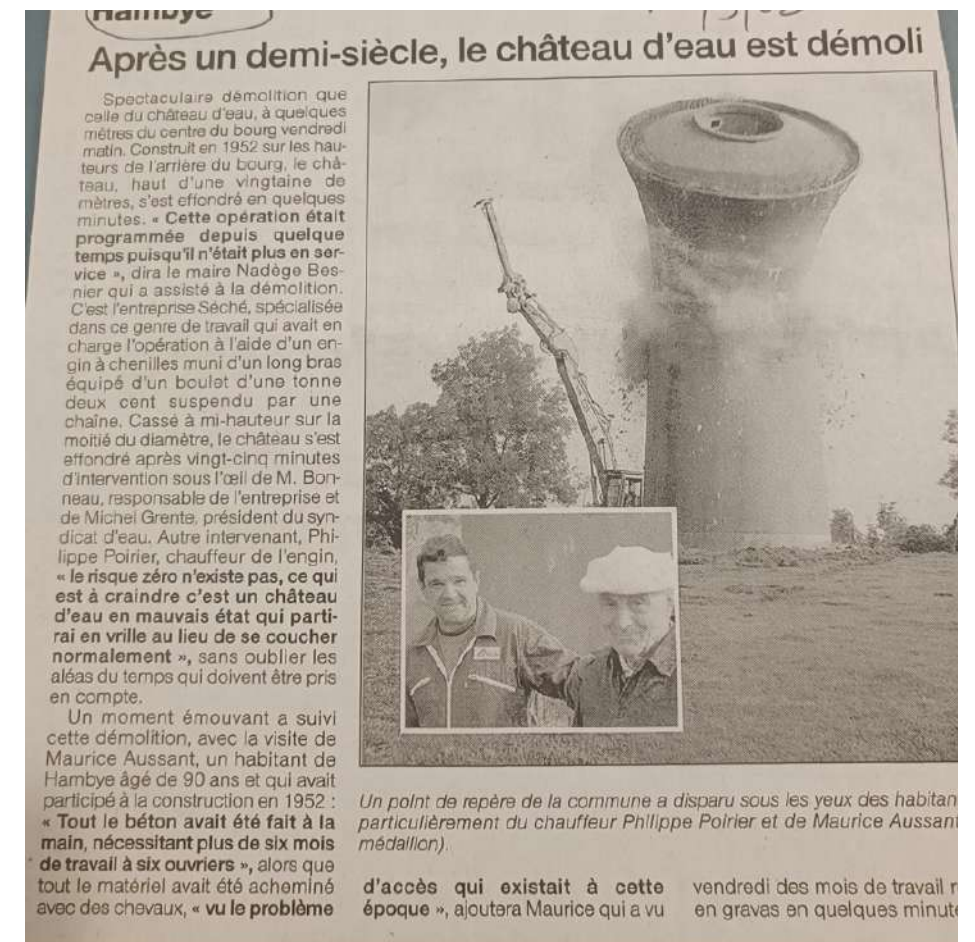 Hambye
Après un demi-siècle, le château d'eau est démoli
Spectaculaire démolition que
celle du château d'eau, à quelques
mètres du centre du bourg vendredi
matin. Construit en 1952 sur les hau-
teurs de l'arrière du bourg, le châ-
teau, haut d'une vingtaine de
mètres, s'est effondré en quelques
minutes. « Cette opération était
programmée depuis quelque
temps puisqu'il n'était plus en ser-
vice », dira le maire Nadège Bes-
nier qui a assisté à la démolition.
C'est l'entreprise Séché, spécialisée
dans ce genre de travail qui avait en
charge l'opération à l'aide d'un en-
gin à chenilles muni d'un long bras
équipé d'un boulet d'une tonne
deux cent suspendu par une
chaîne. Cassé à mi-hauteur sur la
moitié du diamètre, le château s'est
effondré après vingt-cinq minutes
d'intervention sous l'œil de M. Bon-
neau, responsable de l'entreprise et
de Michel Grente, président du syn-
dicat d'eau. Autre intervenant, Phi-
lippe Poirier, chauffeur de l'engin,
« le risque zéro n'existe pas, ce qui
est à craindre c'est un château
d'eau en mauvais état qui parti-
rai en vrille au lieu de se coucher
normalement », sans oublier les
aléas du temps qui doivent être pris
en compte.
Un moment émouvant a suivi
cette démolition, avec la visite de
Maurice Aussant, un habitant de
Hambye âgé de 90 ans et qui avait
participé à la construction en 1952 :
« Tout le béton avait été fait à la
main, nécessitant plus de six mois
de travail à six ouvriers », alors que
tout le matériel avait été acheminé
avec des chevaux, « vu le problème
Un point de repère de la commune a disparu sous les yeux des habitan
particulièrement du chauffeur Philippe Poirier et de Maurice Aussant
médaillon).
d'accès qui existait à cette
époque », ajoutera Maurice qui a vu
vendredi des mois de travail r
en gravas en quelques minute